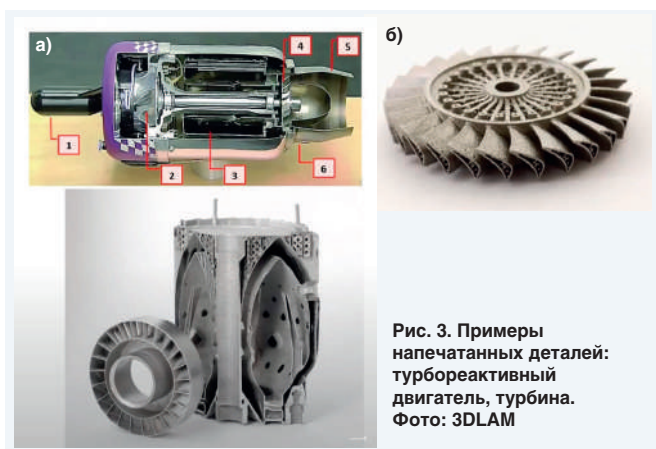 а)
4
5
1
2
3
6
б)
Рис. 3. Примеры
напечатанных деталей:
турбореактивный
двигатель, турбина.
Фото: 3DLAM